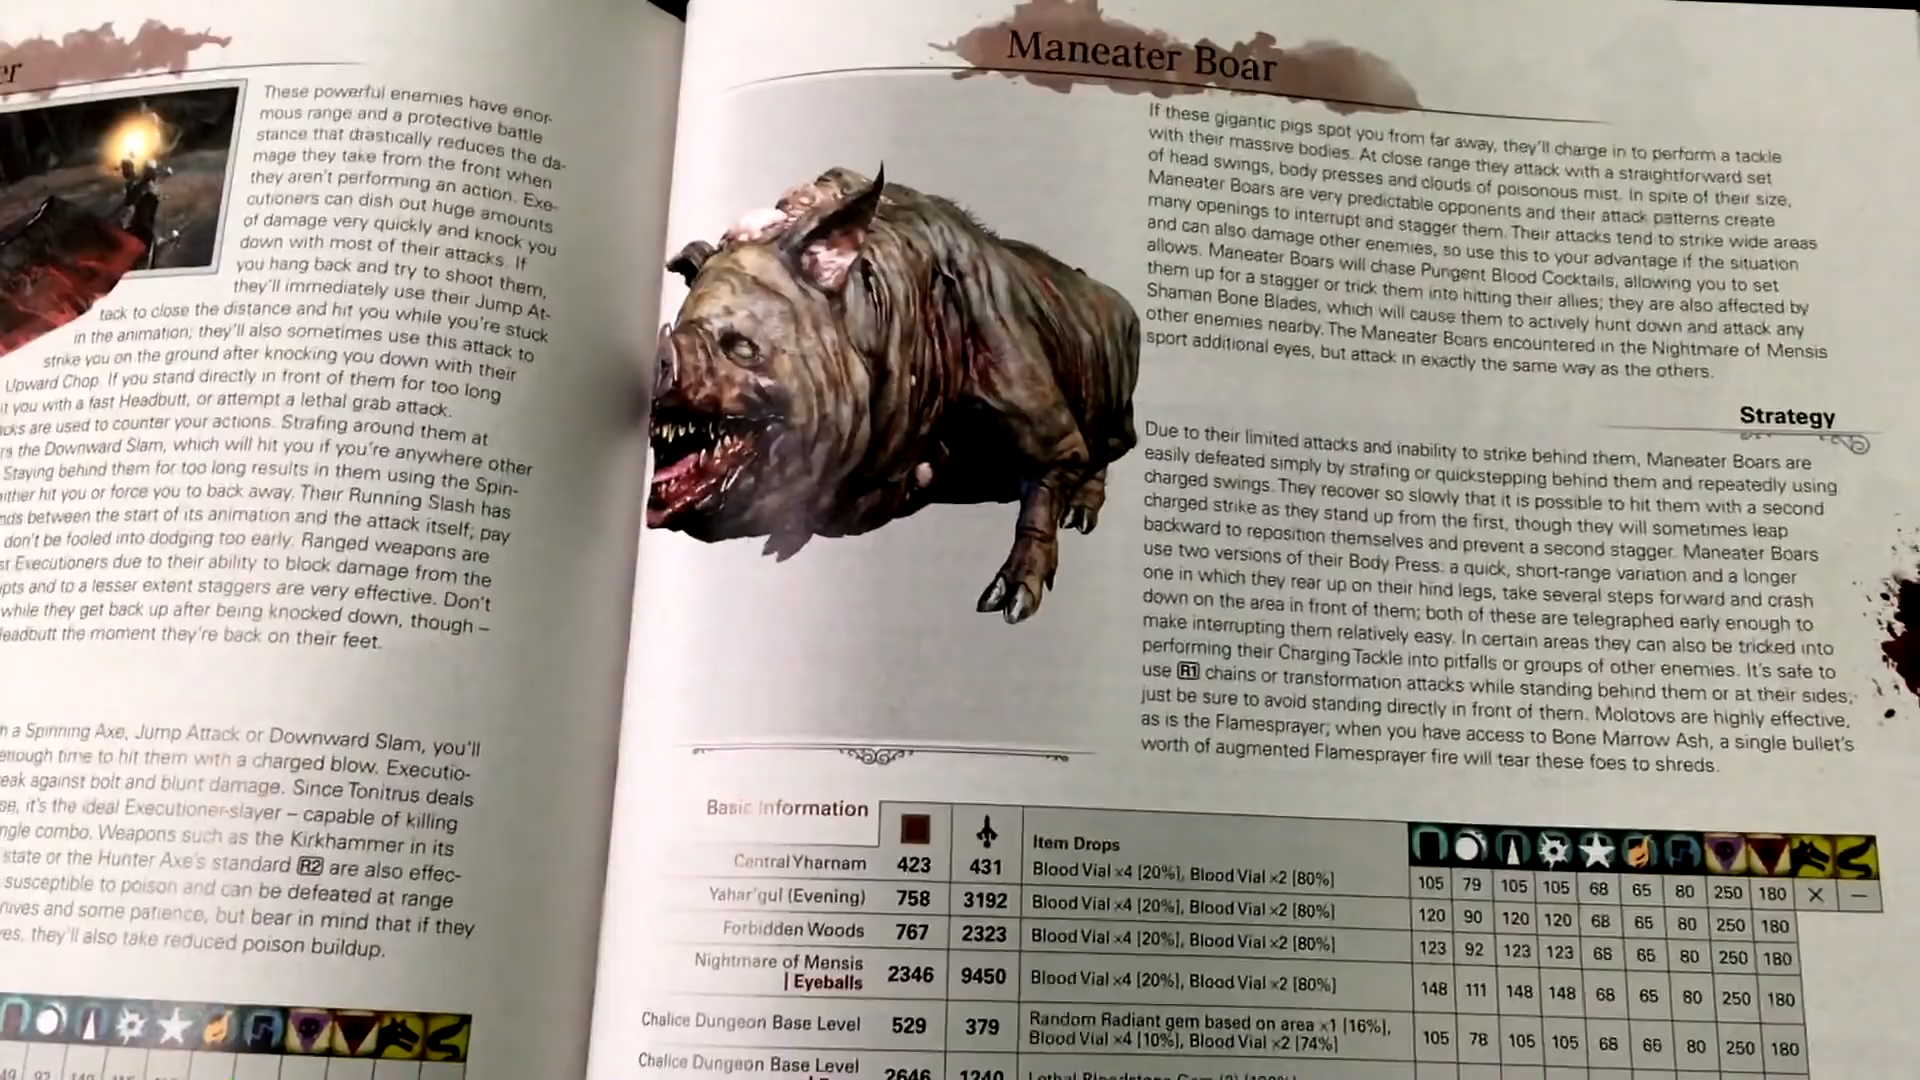 er
These powerful enemies have enor-
mous range and a protective battle
stance that drastically reduces the da-
mage they take from the front when
they aren't performing an action. Exe-
cutioners can dish out huge amounts
of damage very quickly and knock you
down with most of their attacks. If
you hang back and try to shoot them,
they'll immediately use their Jump At-
tack to close the distance and hit you while you're stuck
in the animation; they'll also sometimes use this attack to
strike you on the ground after knocking you down with their
Upward Chop. If you stand directly in front of them for too long
it you with a fast Headbutt, or attempt a lethal grab attack.
cks are used to counter your actions. Strafing around them at
rs the Downward Slam, which will hit you if you're anywhere other
Staying behind them for too long results in them using the Spin-
either hit you or force you to back away. Their Running Slash has
nds between the start of its animation and the attack itself; pay
don't be fooled into dodging too early. Ranged weapons are
st Executioners due to their ability to block damage from the
pts and to a lesser extent staggers are very effective. Don't
while they get back up after being knocked down, though –
Headbutt the moment they're back on their feet.
h a Spinning Axe, Jump Attack or Downward Slam, you'll
enough time to hit them with a charged blow. Executio-
eak against bolt and blunt damage. Since Tonitrus deals
pe, it's the ideal Executioner-slayer – capable of killing
ngle combo. Weapons such as the Kirkhammer in its
state or the Hunter Axe's standard R2 are also effec-
susceptible to poison and can be defeated at range
nives and some patience, but bear in mind that if they
ves, they'll also take reduced poison buildup.
Maneater Boar
If these gigantic pigs spot you from far away, they'll charge in to perform a tackle
with their massive bodies. At close range they attack with a straightforward set
of head swings, body presses and clouds of poisonous mist. In spite of their size,
Maneater Boars are very predictable opponents and their attack patterns create
many openings to interrupt and stagger them. Their attacks tend to strike wide areas
and can also damage other enemies, so use this to your advantage if the situation
allows. Maneater Boars will chase Pungent Blood Cocktails, allowing you to set
them up for a stagger or trick them into hitting their allies; they are also affected by
Shaman Bone Blades, which will cause them to actively hunt down and attack any
other enemies nearby. The Maneater Boars encountered in the Nightmare of Mensis
sport additional eyes, but attack in exactly the same way as the others.
Strategy
Due to their limited attacks and inability to strike behind them, Maneater Boars are
easily defeated simply by strafing or quickstepping behind them and repeatedly using
charged swings. They recover so slowly that it is possible to hit them with a second
charged strike as they stand up from the first, though they will sometimes leap
backward to reposition themselves and prevent a second stagger. Maneater Boars
use two versions of their Body Press: a quick, short-range variation and a longer
one in which they rear up on their hind legs, take several steps forward and crash
down on the area in front of them; both of these are telegraphed early enough to
make interrupting them relatively easy. In certain areas they can also be tricked into
performing their Charging Tackle into pitfalls or groups of other enemies. It's safe to
use R1 chains or transformation attacks while standing behind them or at their sides;
just be sure to avoid standing directly in front of them. Molotovs are highly effective,
as is the Flamesprayer; when you have access to Bone Marrow Ash, a single bullet's
worth of augmented Flamesprayer fire will tear these foes to shreds.
Basic Information Item Drops
Central Yharnam 423 431 Blood Vial x4 [20%], Blood Vial x2 [80%] 105 79 105 105 68 65 80 250 180 X –
Yahar'gul (Evening) 758 3192 Blood Vial x4 [20%], Blood Vial x2 [80%] 120 90 120 120 68 65 80 250 180
Forbidden Woods 767 2323 Blood Vial x4 [20%], Blood Vial x2 [80%] 123 92 123 123 68 65 80 250 180
Nightmare of Mensis
| Eyeballs 2346 9450 Blood Vial x4 [20%], Blood Vial x2 [80%] 148 111 148 148 68 65 80 250 180
Chalice Dungeon Base Level 529 379 Random Radiant gem based on area x1 [16%],
Blood Vial x4 [10%], Blood Vial x2 [74%] 105 78 105 105 68 66 80 250 180
Chalice Dungeon Base Level 2646 1240